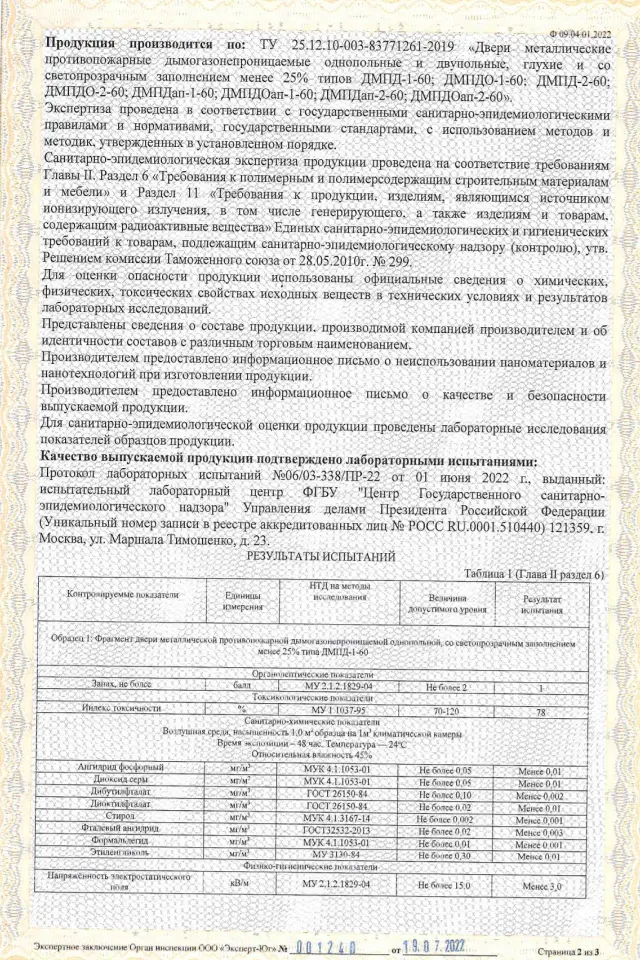 Ф 09.04.01.2022
Продукция производится по: ТУ 25.12.10-003-83771261-2019 «Двери металлические
противопожарные дымогазонепроницаемые однопольные и двупольные, глухие и со
светопрозрачным заполнением менее 25% типов ДМПД-1-60; ДМПДО-1-60; ДМПД-2-60;
ДМПДО-2-60; ДМПДап-1-60; ДМПДОап-1-60; ДМПДап-2-60; ДМПДОап-2-60».
Экспертиза проведена в соответствии с государственными санитарно-эпидемиологическими
правилами и нормативами, государственными стандартами, с использованием методов и
методик, утвержденных в установленном порядке.
Санитарно-эпидемиологическая экспертиза продукции проведена на соответствие требованиям
Главы II. Раздел 6 «Требования к полимерным и полимерсодержащим строительным материалам
и мебели» и Раздел 11 «Требования к продукции, изделиям, являющимся источником
ионизирующего излучения, в том числе генерирующего, а также изделиям и товарам,
содержащим радиоактивные вещества» Единых санитарно-эпидемиологических и гигиенических
требований к товарам, подлежащим санитарно-эпидемиологическому надзору (контролю), утв.
Решением комиссии Таможенного союза от 28.05.2010г. № 299.
Для оценки опасности продукции использованы официальные сведения о химических,
физических, токсических свойствах исходных веществ в технических условиях и результатов
лабораторных исследований.
Представлены сведения о составе продукции, производимой компанией производителем и об
идентичности составов с различным торговым наименованием.
Производителем предоставлено информационное письмо о неиспользовании наноматериалов и
нанотехнологий при изготовлении продукции.
Производителем предоставлено информационное письмо о качестве и безопасности
выпускаемой продукции.
Для санитарно-эпидемиологической оценки продукции проведены лабораторные исследования
показателей образцов продукции.
Качество выпускаемой продукции подтверждено лабораторными испытаниями:
Протокол лабораторных испытаний №06/03-338/ПР-22 от 01 июня 2022 г., выданный:
испытательный лабораторный центр ФГБУ "Центр Государственного санитарно-
эпидемиологического надзора" Управления делами Президента Российской Федерации
(Уникальный номер записи в реестре аккредитованных лиц № РОСС RU.0001.510440) 121359, г.
Москва, ул. Маршала Тимошенко, д. 23.
РЕЗУЛЬТАТЫ ИСПЫТАНИЙ
Таблица 1 (Глава II раздел 6)
Контролируемые показатели Единицы измерения НТД на методы исследования Величина допустимого уровня Результат испытания
Образец 1: Фрагмент двери металлической противопожарной дымогазонепроницаемой однопольной, со светопрозрачным заполнением
менее 25% типа ДМПД-1-60
Органолептические показатели
Запах, не более балл МУ 2.1.2.1829-04 Не более 2 1
Токсикологические показатели
Индекс токсичности % МУ 1.1.037-95 70-120 78
Санитарно-химические показатели
Воздушная среда, насыщенность 1,0 м² образца на 1м³ климатической камеры
Время экспозиции – 48 час. Температура — 24°С
Относительная влажность 45%
Ангидрид фосфорный мг/м³ МУК 4.1.1053-01 Не более 0,05 Менее 0,01
Диоксид серы мг/м³ МУК 4.1.1053-01 Не более 0,05 Менее 0,01
Дибутилфталат мг/м³ ГОСТ 26150-84 Не более 0,10 Менее 0,002
Диоктилфталат мг/м³ ГОСТ 26150-84 Не более 0,02 Менее 0,01
Стирол мг/м³ МУК 4.1.3167-14 Не более 0,002 Менее 0,001
Фталевый ангидрид мг/м³ ГОСТ32532-2013 Не более 0,02 Менее 0,003
Формальдегид мг/м³ МУК 4.1.1053-01 Не более 0,01 Менее 0,001
Этиленгликоль мг/м³ МУ 3130-84 Не более 0,30 Менее 0,01
Физико-гигиенические показатели
Напряженность электростатического поля кВ/м МУ 2.1.2.1829-04 Не более 15,0 Менее 3,0
Экспертное заключение Орган инспекции ООО «Эксперт-Юг» № 001240 от 19.07.2022
Страница 2 из 3